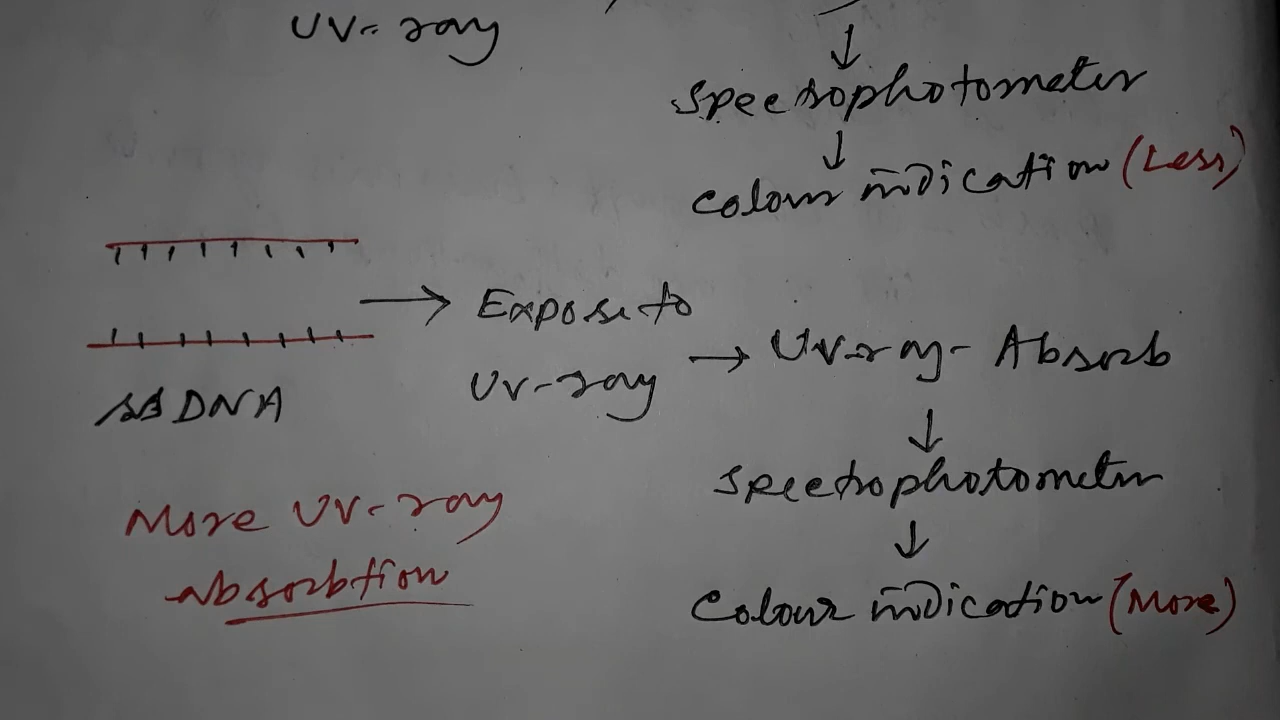 UV-ray
Spectrophotometer
Colour indication (Less)
Expose to
UV-ray
UV-ray- Absorb
ssDNA
Spectrophotometer
More UV-ray
absorbtion
Colour indication (More)